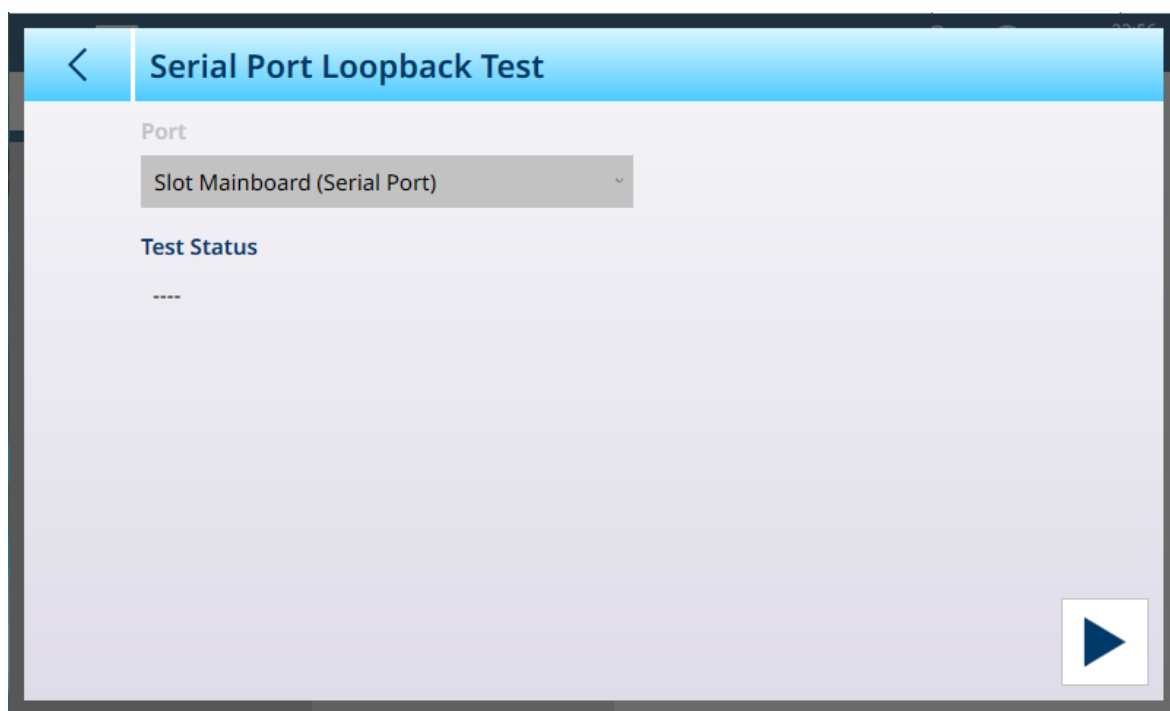 Serial Port Loopback Test
Port
Slot Mainboard (Serial Port)
Test Status
----